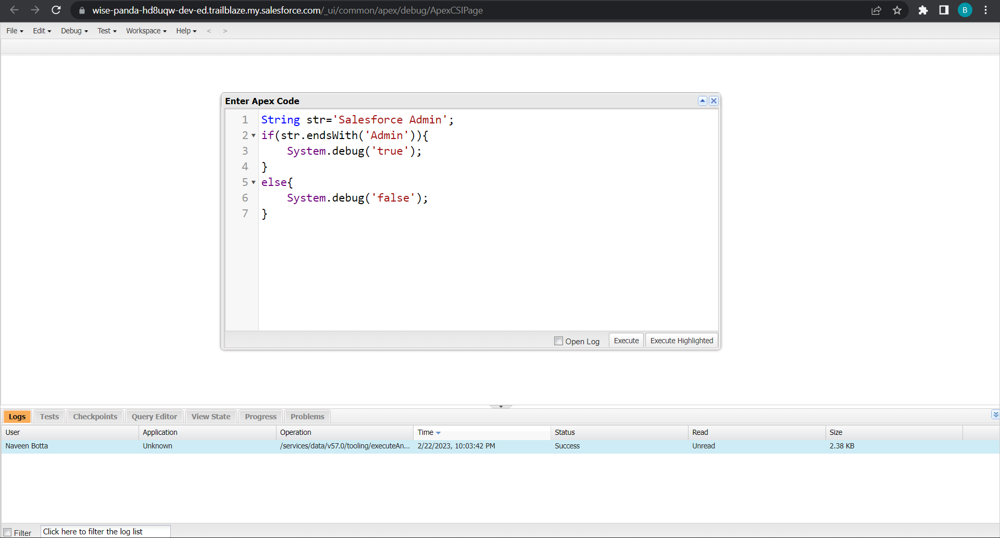 wise-panda-hd8uqw-dev-ed.trailblaze.my.salesforce.com/_ui/common/apex/debug/ApexCSIPage
B
File Edit Debug Test Workspace Help < >
Enter Apex Code
1 String str='Salesforce Admin';
2 if(str.endsWith('Admin')){
3 System.debug('true');
4 }
5 else{
6 System.debug('false');
7 }
Open Log Execute Execute Highlighted
Logs Tests Checkpoints Query Editor View State Progress Problems
User Application Operation Time Status Read Size
Naveen Botta Unknown /services/data/v57.0/tooling/executeAn... 2/22/2023, 10:03:42 PM Success Unread 2.38 KB
Filter Click here to filter the log list